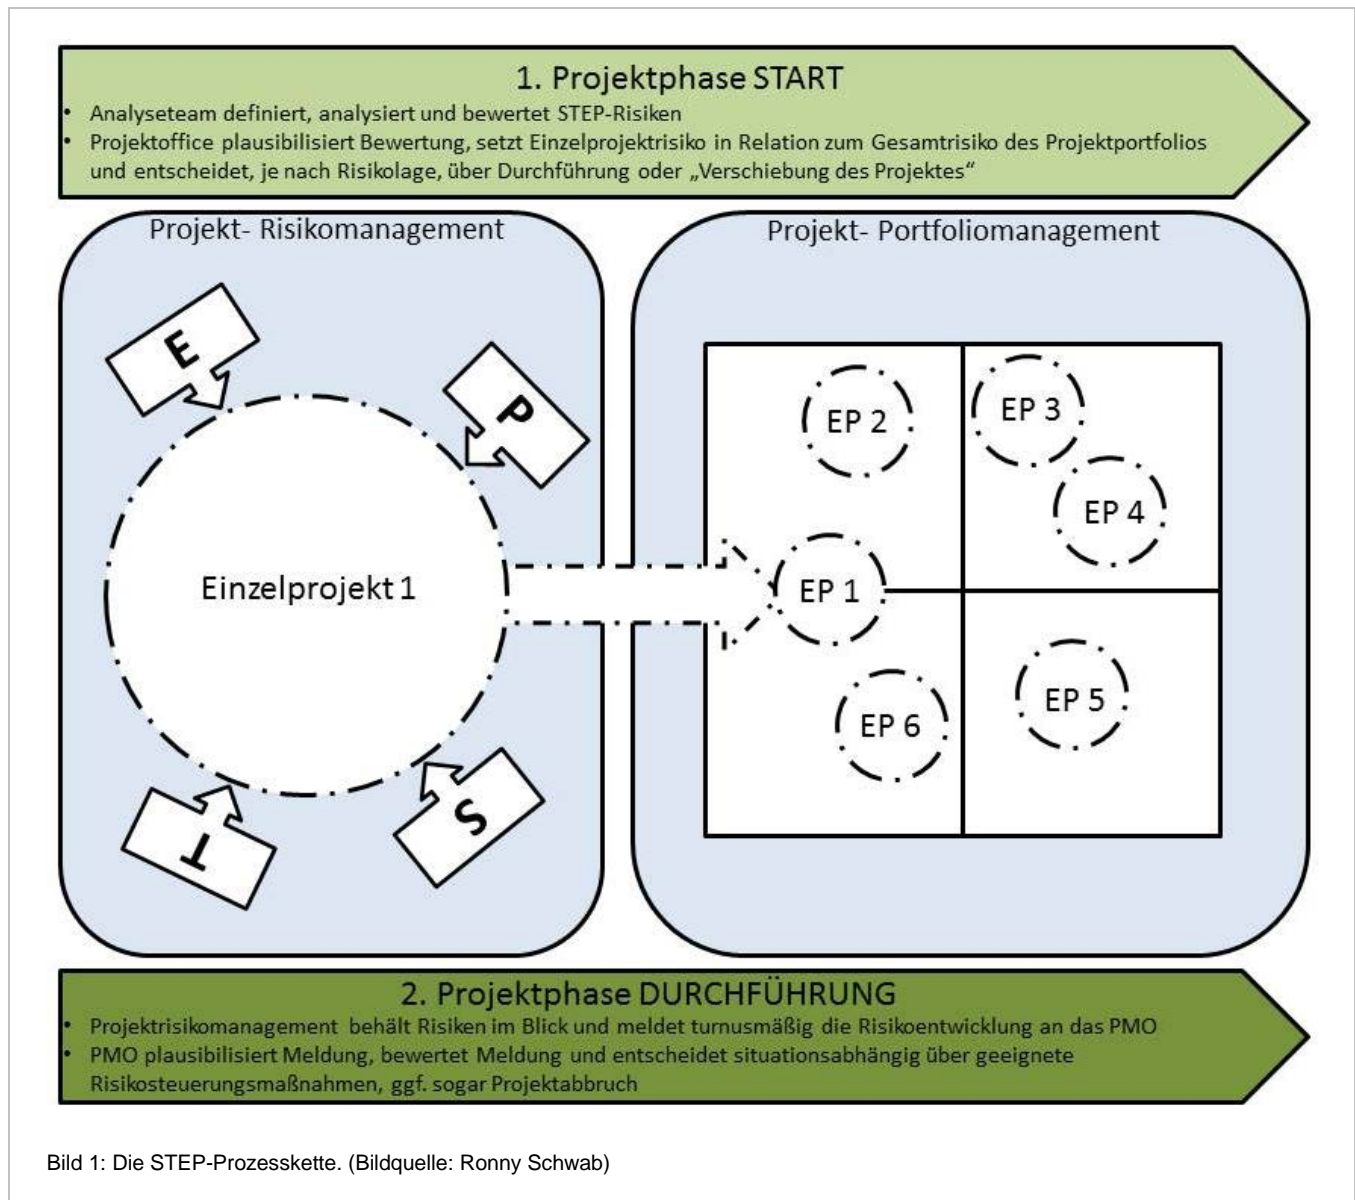 1. Projektphase START
• Analyseteam definiert, analysiert und bewertet STEP-Risiken
• Projektoffice plausibilisiert Bewertung, setzt Einzelprojektrisiko in Relation zum Gesamtrisiko des Projektportfolios
und entscheidet, je nach Risikolage, über Durchführung oder „Verschiebung des Projektes“
Projekt- Risikomanagement
E
P
Einzelprojekt 1
T
S
Projekt- Portfoliomanagement
EP 2
EP 3
EP 4
EP 1
EP 5
EP 6
2. Projektphase DURCHFÜHRUNG
• Projektrisikomanagement behält Risiken im Blick und meldet turnusmäßig die Risikoentwicklung an das PMO
• PMO plausibilisiert Meldung, bewertet Meldung und entscheidet situationsabhängig über geeignete
Risikosteuerungsmaßnahmen, ggf. sogar Projektabbruch
Bild 1: Die STEP-Prozesskette. (Bildquelle: Ronny Schwab)